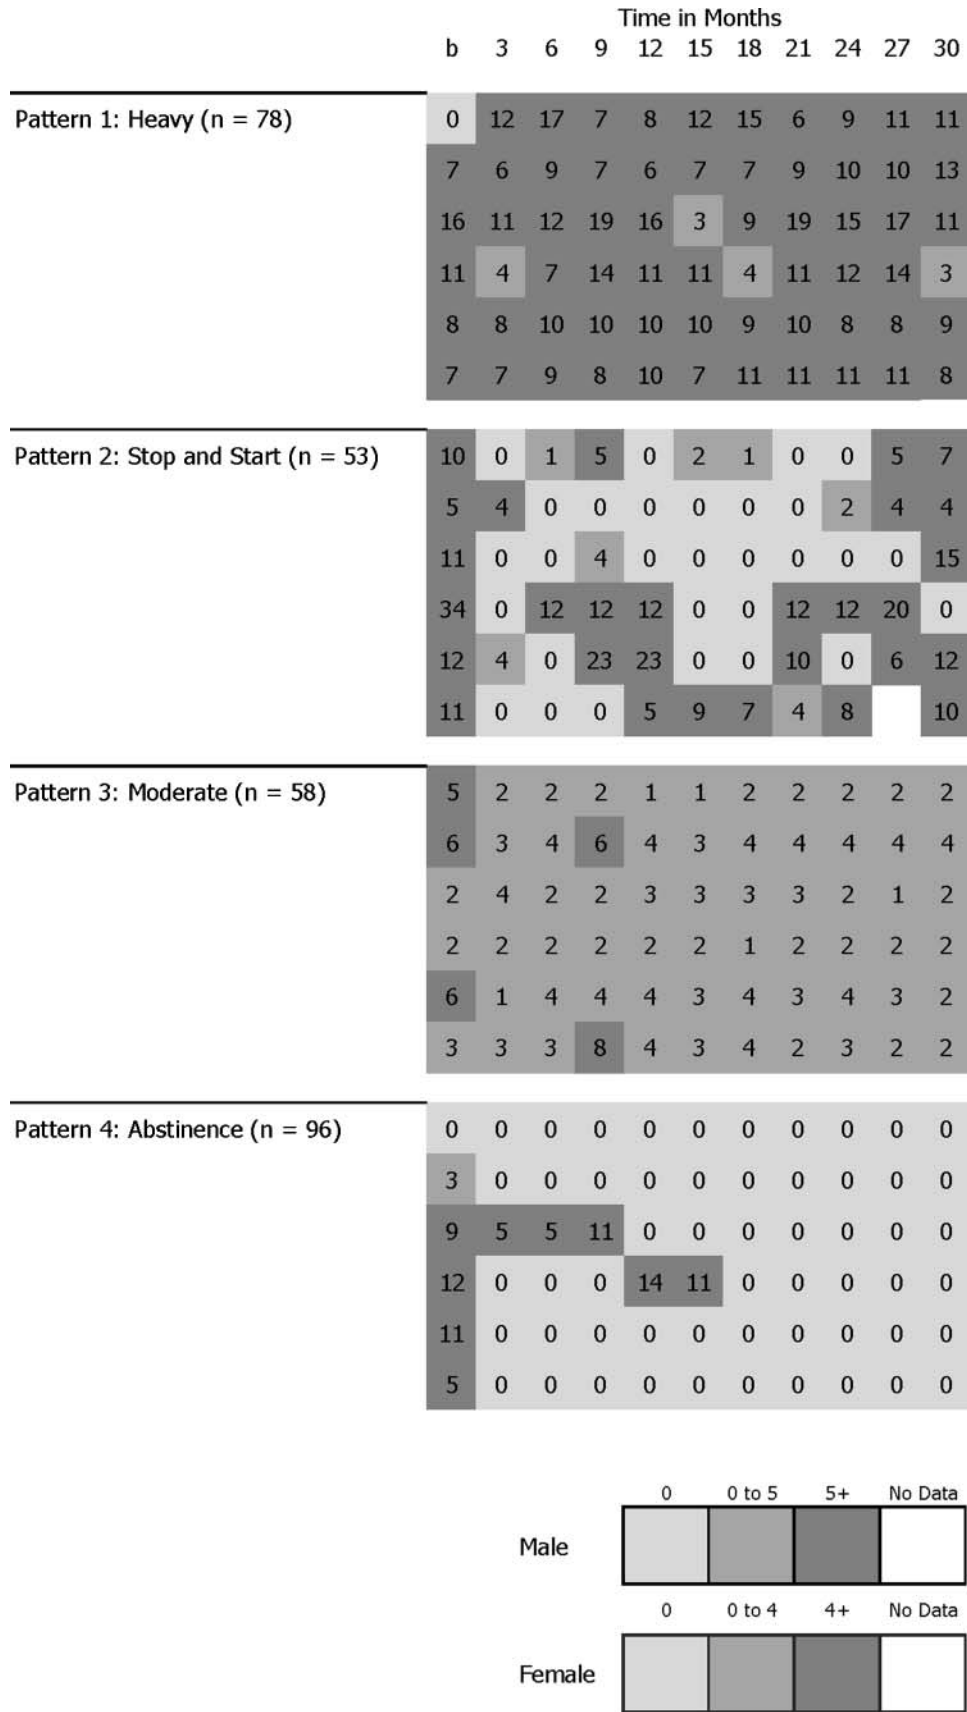 Time in Months
b 3 6 9 12 15 18 21 24 27 30
Pattern 1: Heavy (n = 78) 0 12 17 7 8 12 15 6 9 11 11
7 6 9 7 6 7 7 9 10 10 13
16 11 12 19 16 3 9 19 15 17 11
11 4 7 14 11 11 4 11 12 14 3
8 8 10 10 10 10 9 10 8 8 9
7 7 9 8 10 7 11 11 11 11 8
Pattern 2: Stop and Start (n = 53) 10 0 1 5 0 2 1 0 0 5 7
5 4 0 0 0 0 0 0 2 4 4
11 0 0 4 0 0 0 0 0 0 15
34 0 12 12 12 0 0 12 12 20 0
12 4 0 23 23 0 0 10 0 6 12
11 0 0 0 5 9 7 4 8 10
Pattern 3: Moderate (n = 58) 5 2 2 2 1 1 2 2 2 2 2
6 3 4 6 4 3 4 4 4 4 4
2 4 2 2 3 3 3 3 2 1 2
2 2 2 2 2 2 1 2 2 2 2
6 1 4 4 4 3 4 3 4 3 2
3 3 3 8 4 3 4 2 3 2 2
Pattern 4: Abstinence (n = 96) 0 0 0 0 0 0 0 0 0 0 0
3 0 0 0 0 0 0 0 0 0 0
9 5 5 11 0 0 0 0 0 0 0
12 0 0 0 14 11 0 0 0 0 0
11 0 0 0 0 0 0 0 0 0 0
5 0 0 0 0 0 0 0 0 0 0
0 0 to 5 5+ No Data
Male
0 0 to 4 4+ No Data
Female